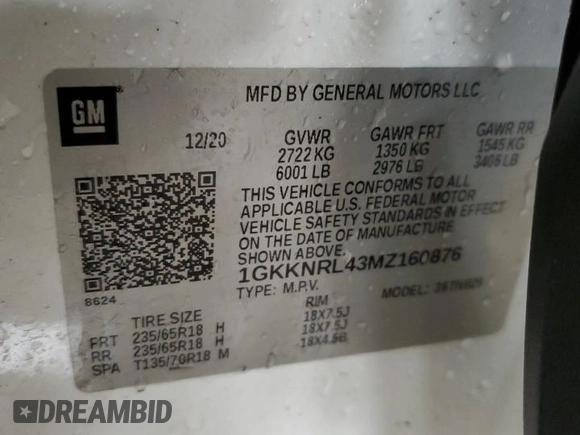 GM
MFD BY GENERAL MOTORS LLC
12/20 GVWR GAWR FRT GAWR RR
2722 KG 1350 KG 1545 KG
6001 LB 2976 LB 3406 LB
THIS VEHICLE CONFORMS TO ALL
APPLICABLE U.S. FEDERAL MOTOR
VEHICLE SAFETY STANDARDS IN EFFECT
ON THE DATE OF MANUFACTURE
SHOWN ABOVE.
8624
1GKKNRL43MZ160876
TYPE: M.P.V. MODEL:
TIRE SIZE RIM
FRT 235/65R18 H 18X7.5J
RR 235/65R18 H 18X7.5J
SPA T135/70R18 M 18X4.5B
DREAMBID